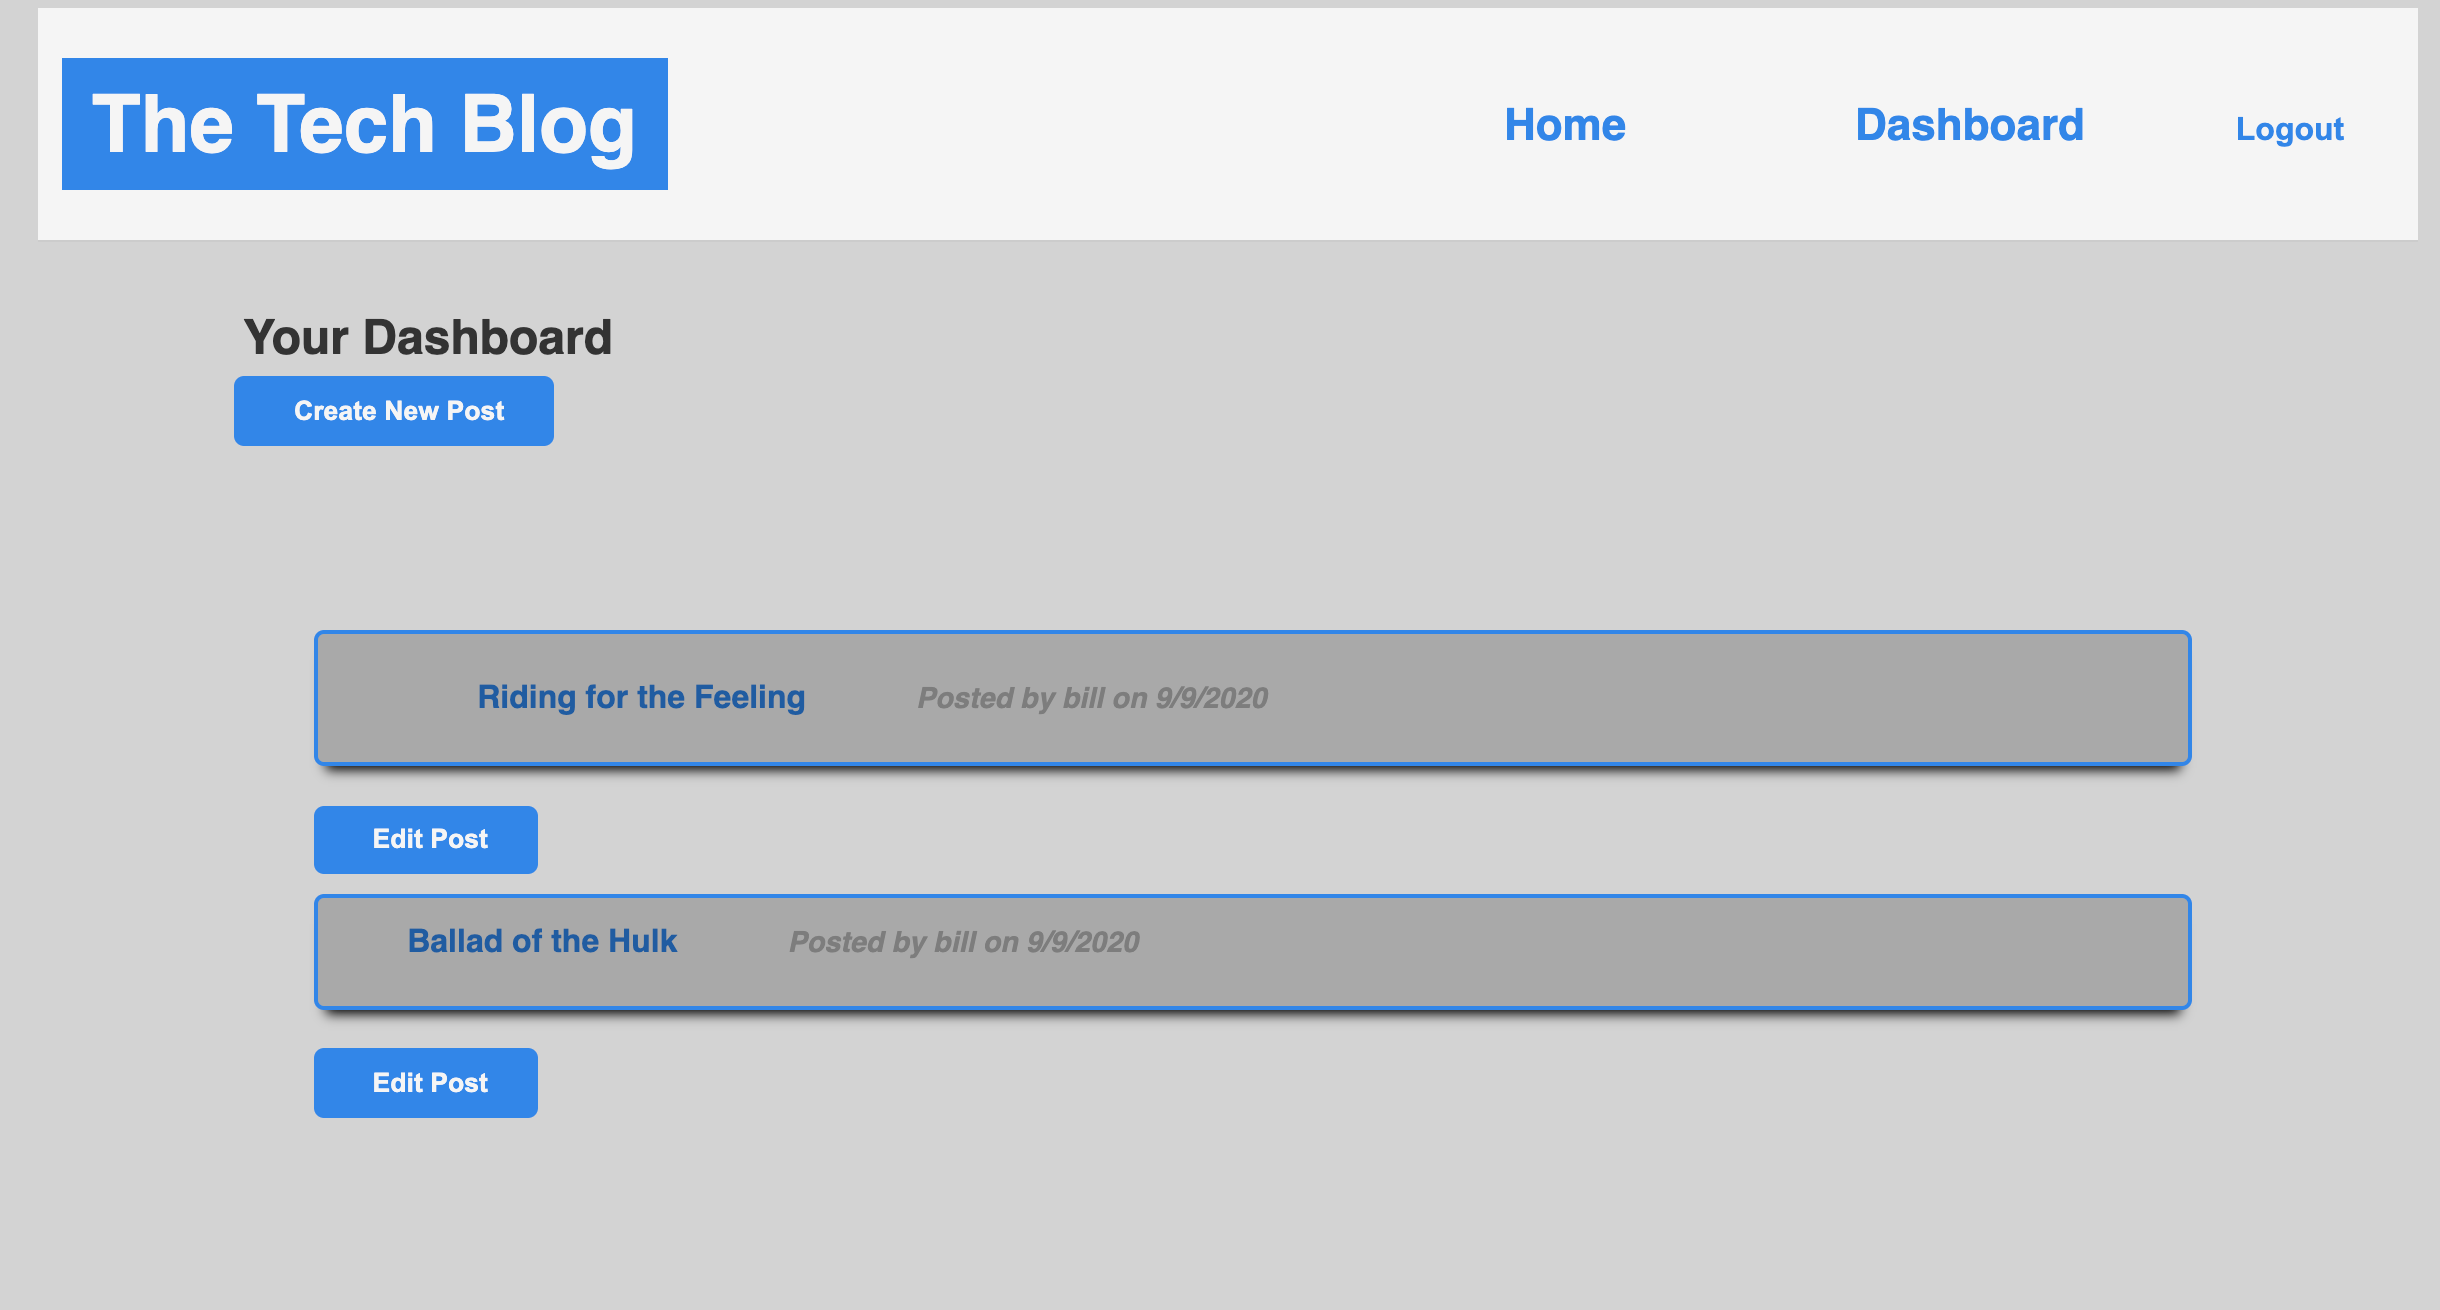 The Tech Blog
Home Dashboard Logout
Your Dashboard
Create New Post
Riding for the Feeling Posted by bill on 9/9/2020
Edit Post
Ballad of the Hulk Posted by bill on 9/9/2020
Edit Post